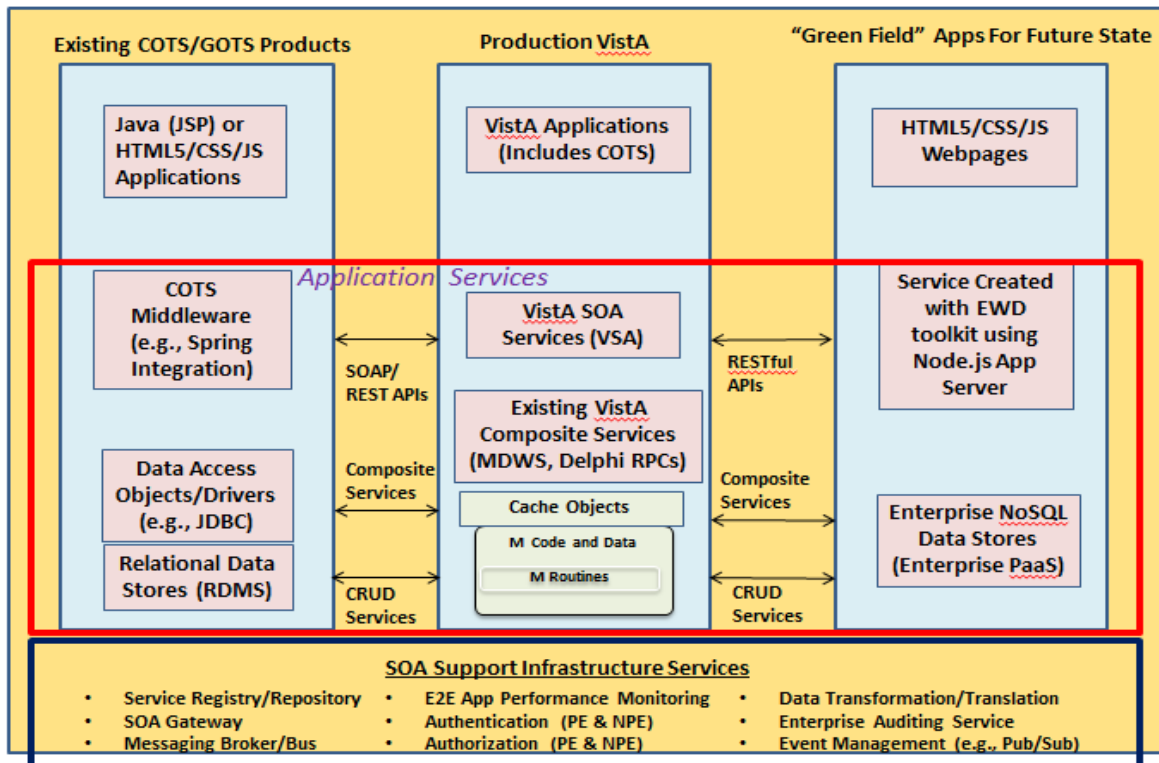 Existing COTS/GOTS Products
Production VistA
“Green Field” Apps For Future State
Java (JSP) or
HTML5/CSS/JS
Applications
VistA Applications
(Includes COTS)
HTML5/CSS/JS
Webpages
Application Services
COTS
Middleware
(e.g., Spring
Integration)
SOAP/
REST APIs
VistA SOA
Services (VSA)
RESTful
APIs
Service Created
with EWD
toolkit using
Node.js App
Server
Existing VistA
Composite Services
(MDWS, Delphi RPCs)
Data Access
Objects/Drivers
(e.g., JDBC)
Composite
Services
Cache Objects
Composite
Services
Enterprise NoSQL
Data Stores
(Enterprise PaaS)
M Code and Data
M Routines
Relational Data
Stores (RDMS)
CRUD
Services
CRUD
Services
SOA Support Infrastructure Services
• Service Registry/Repository
• SOA Gateway
• Messaging Broker/Bus
• E2E App Performance Monitoring
• Authentication (PE & NPE)
• Authorization (PE & NPE)
• Data Transformation/Translation
• Enterprise Auditing Service
• Event Management (e.g., Pub/Sub)